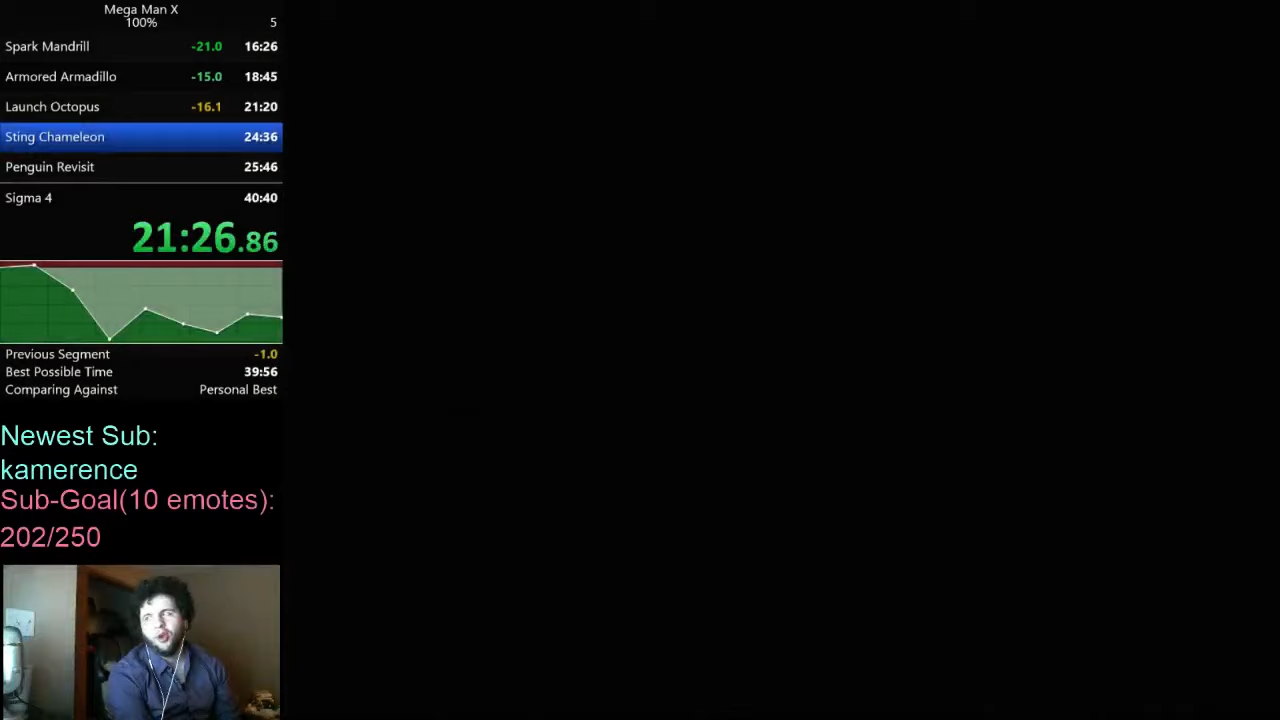 Mega Man X
100%
5
Spark Mandrill -21.0 16:26
Armored Armadillo -15.0 18:45
Launch Octopus -16.1 21:20
Sting Chameleon 24:36
Penguin Revisit 25:46
Sigma 4 40:40
21:26.86
Previous Segment -1.0
Best Possible Time 39:56
Comparing Against Personal Best
Newest Sub:
kamerence
Sub-Goal(10 emotes):
202/250